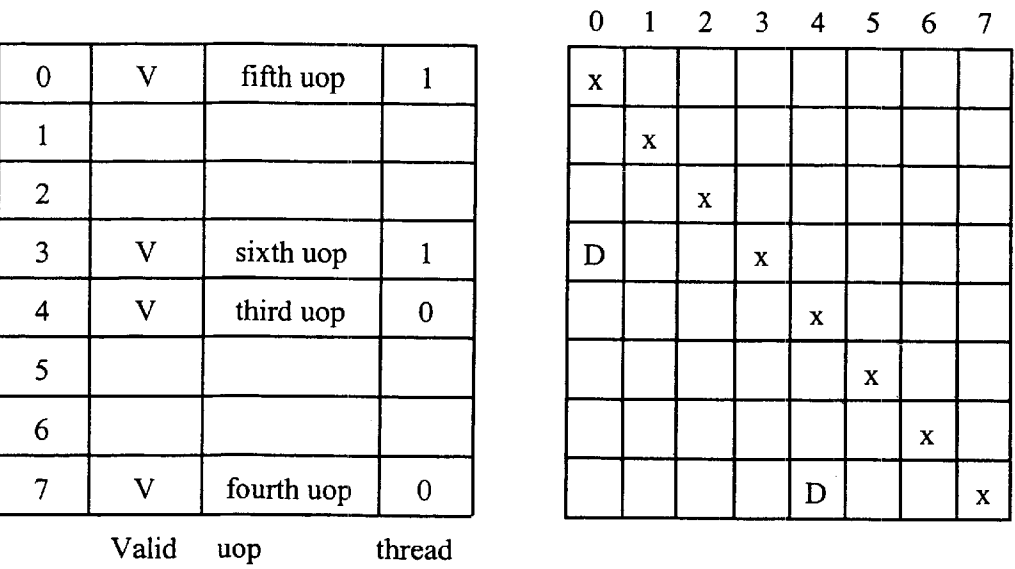 0 1 2 3 4 5 6 7
0 V fifth uop 1 x
1 x
2 x
3 V sixth uop 1 D x
4 V third uop 0 x
5 x
6 x
7 V fourth uop 0 D x
Valid uop thread